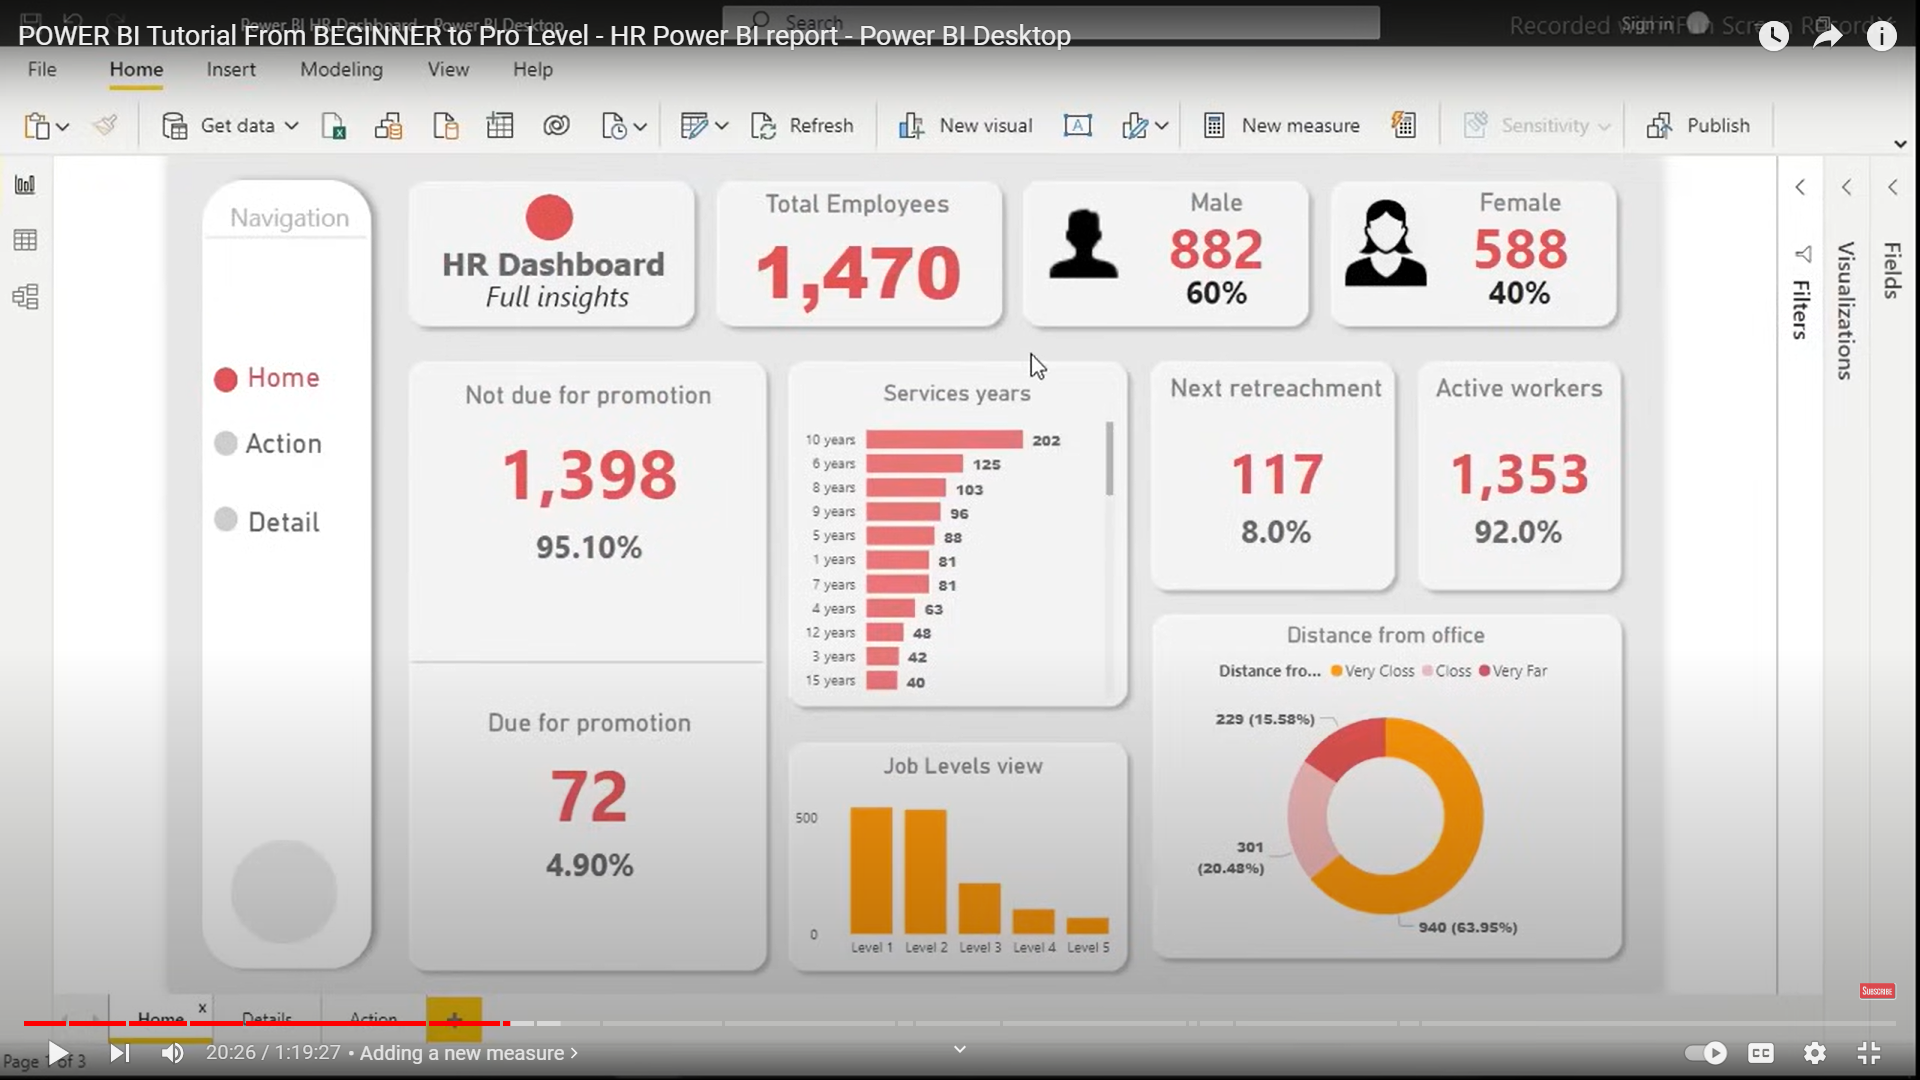 Power BI HR Dashboard - Power BI Desktop
Search
Sign in
POWER BI Tutorial From BEGINNER to Pro Level - HR Power BI report - Power BI Desktop
File Home Insert Modeling View Help
Get data
Refresh
New visual
New measure
Sensitivity
Publish
Navigation
Home
Action
Detail
HR Dashboard
Full insights
Total Employees
1,470
Male
882
60%
Female
588
40%
Not due for promotion
1,398
95.10%
Due for promotion
72
4.90%
Services years
10 years 202
6 years 125
8 years 103
9 years 96
5 years 88
1 years 81
7 years 81
4 years 63
12 years 48
3 years 42
15 years 40
Job Levels view
500
0
Level 1 Level 2 Level 3 Level 4 Level 5
Next retreachment
117
8.0%
Active workers
1,353
92.0%
Distance from office
Distance fro... Very Closs Closs Very Far
229 (15.58%)
301
(20.48%)
940 (63.95%)
Filters
Visualizations
Fields
SUBSCRIBE
Home x Details Action +
20:26 / 1:19:27 • Adding a new measure >
CC
Page 1 of 3